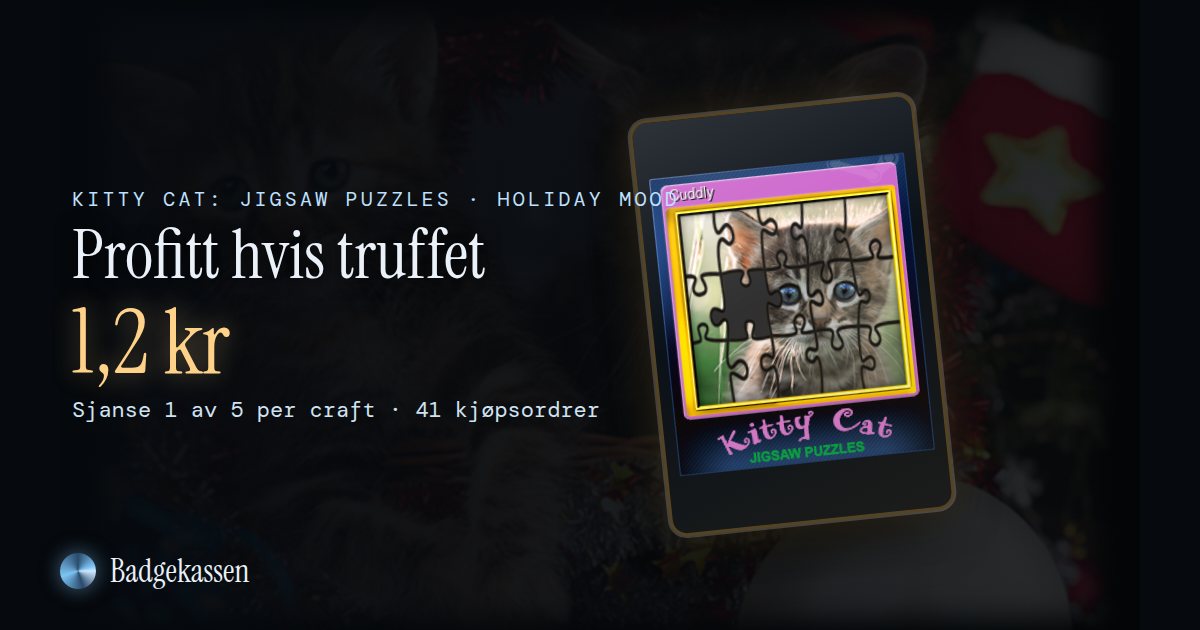 KITTY CAT: JIGSAW PUZZLES · HOLIDAY MOOD
Profitt hvis truffet
1,2 kr
Sjanse 1 av 5 per craft · 41 kjøpsordrer
Cuddly
Kitty Cat
JIGSAW PUZZLES
Badgekassen